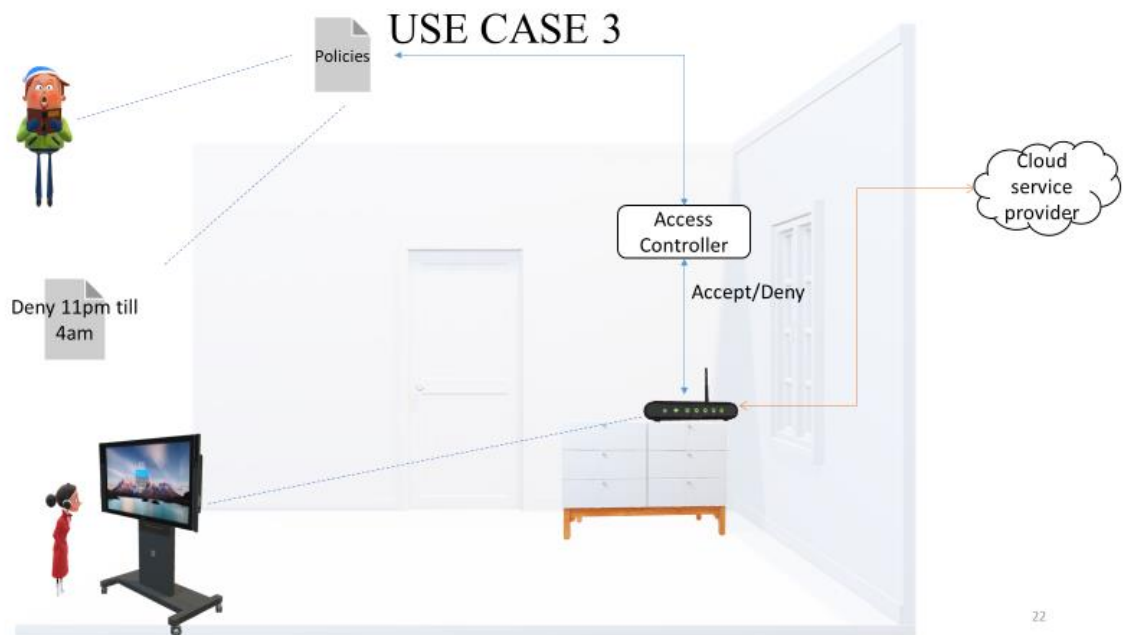 USE CASE 3
Policies
Cloud
service
provider
Access
Controller
Accept/Deny
Deny 11pm till
4am
22